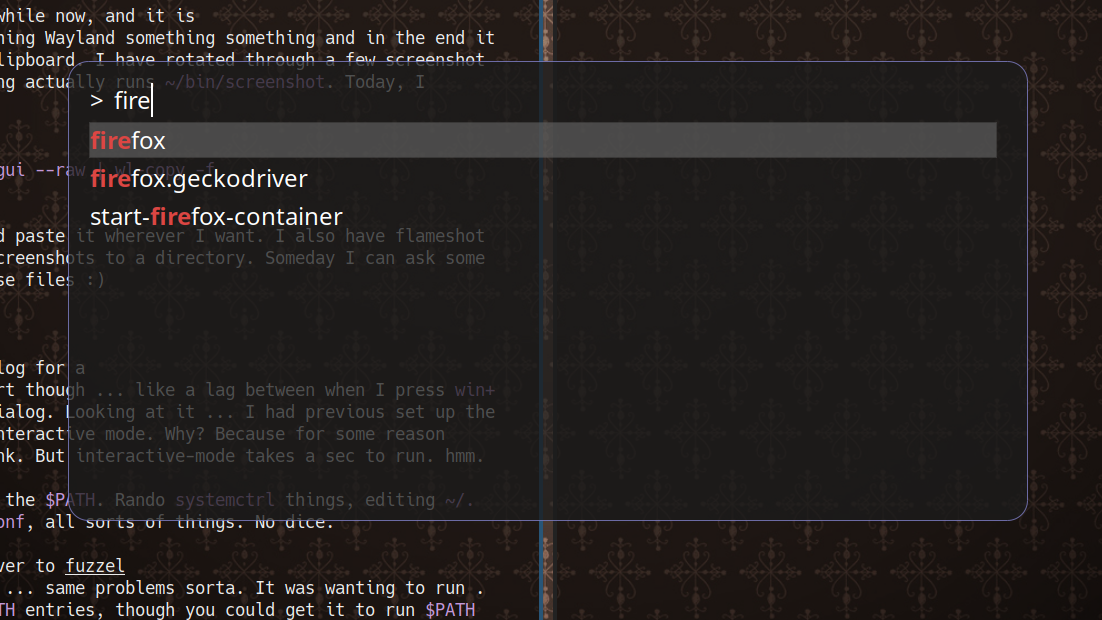 while now, and it is
ning Wayland something something and in the end it
lipboard. I have rotated through a few screenshot
ng actually runs ~/bin/screenshot. Today, I
> fire
firefox
gui --raw | wl-copy -f
firefox.geckodriver
start-firefox-container
d paste it wherever I want. I also have flameshot
creenshots to a directory. Someday I can ask some
se files :)
log for a
rt though ... like a lag between when I press win+
ialog. Looking at it ... I had previous set up the
nteractive mode. Why? Because for some reason
nk. But interactive-mode takes a sec to run. hmm.
the $PATH. Rando systemctrl things, editing ~/.
onf, all sorts of things. No dice.
ver to fuzzel
... same problems sorta. It was wanting to run .
TH entries, though you could get it to run $PATH